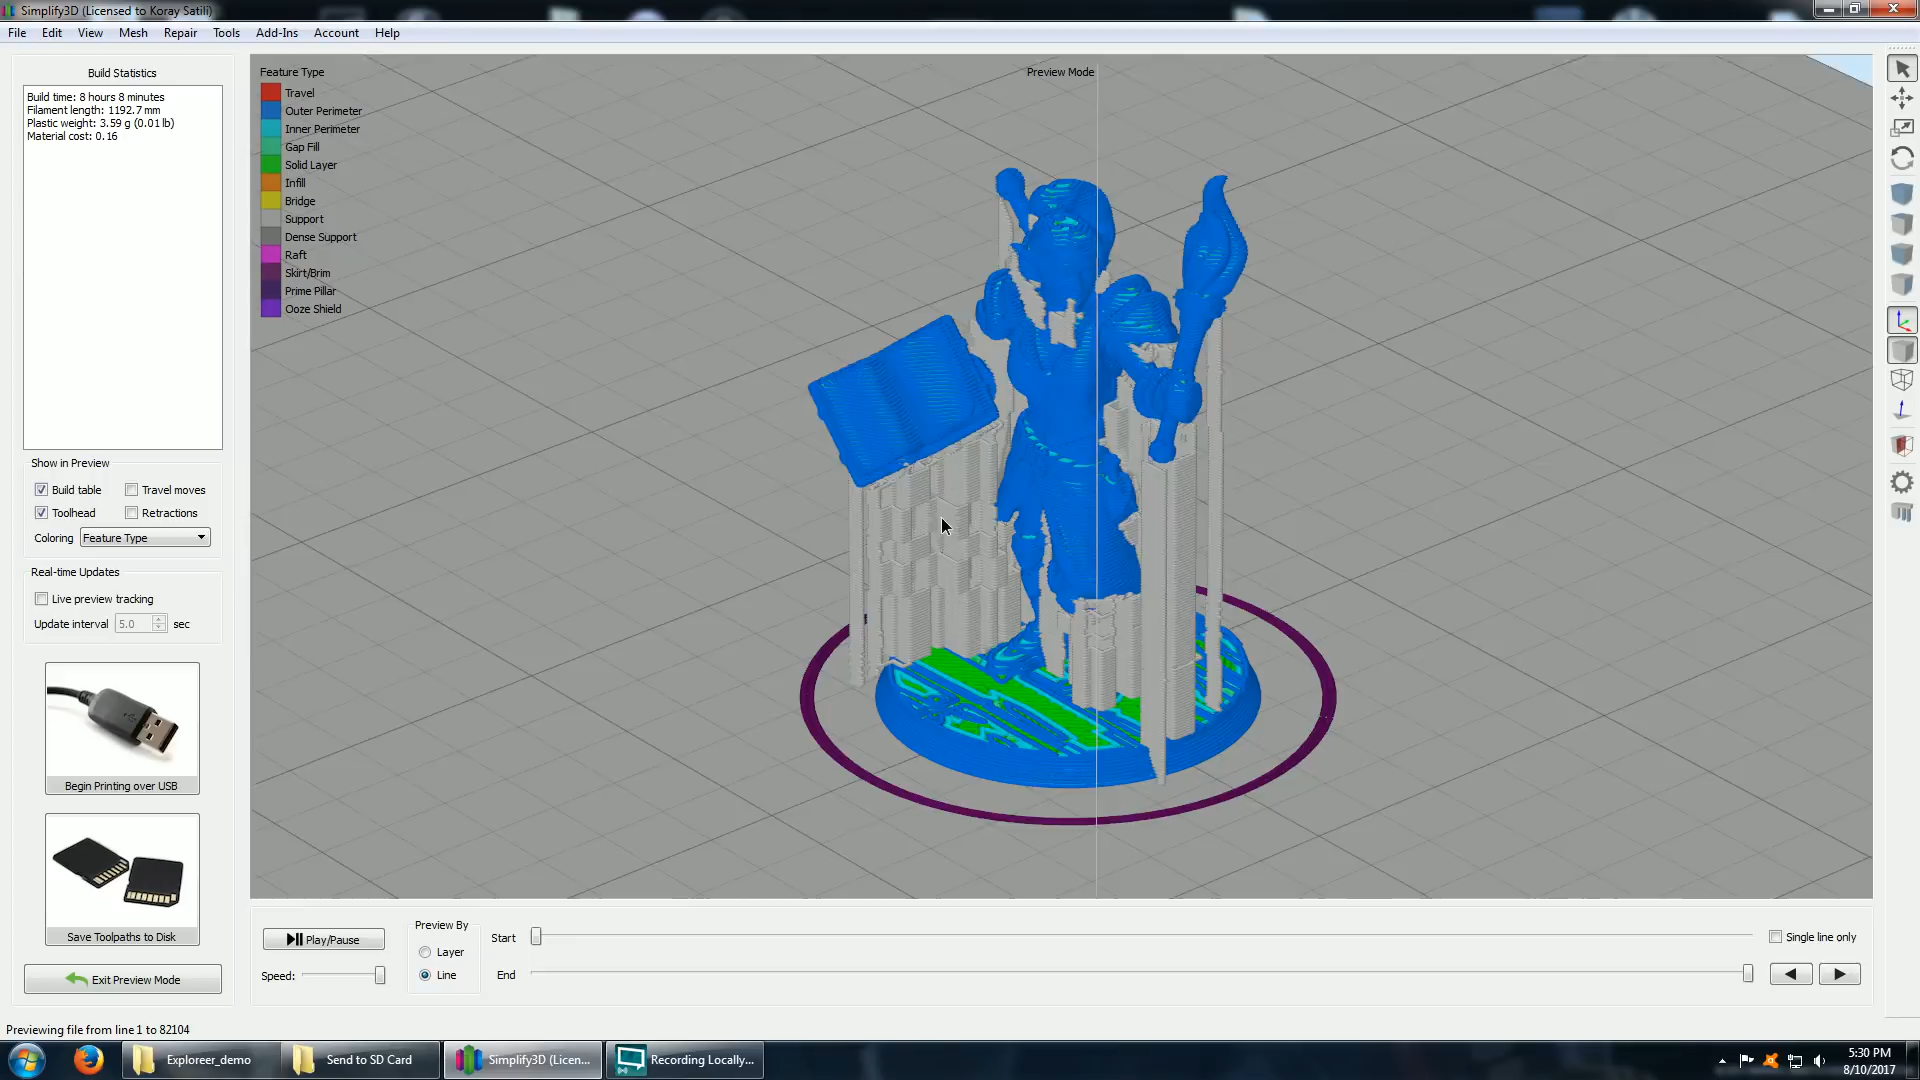 Simplify3D (Licensed to Koray Satili)
File Edit View Mesh Repair Tools Add-Ins Account Help
Build Statistics
Build time: 8 hours 8 minutes
Filament length: 1192.7 mm
Plastic weight: 3.59 g (0.01 lb)
Material cost: 0.16
Feature Type
Travel
Outer Perimeter
Inner Perimeter
Gap Fill
Solid Layer
Infill
Bridge
Support
Dense Support
Raft
Skirt/Brim
Prime Pillar
Ooze Shield
Preview Mode
Show in Preview
Build table Travel moves
Toolhead Retractions
Coloring Feature Type
Real-time Updates
Live preview tracking
Update interval 5.0 sec
Begin Printing over USB
Save Toolpaths to Disk
Exit Preview Mode
Play/Pause
Speed:
Preview By
Layer
Line
Start
End
Single line only
Previewing file from line 1 to 82104
Exploreer_demo
Send to SD Card
Simplify3D (Licen...
Recording Locally...
5:30 PM
8/10/2017